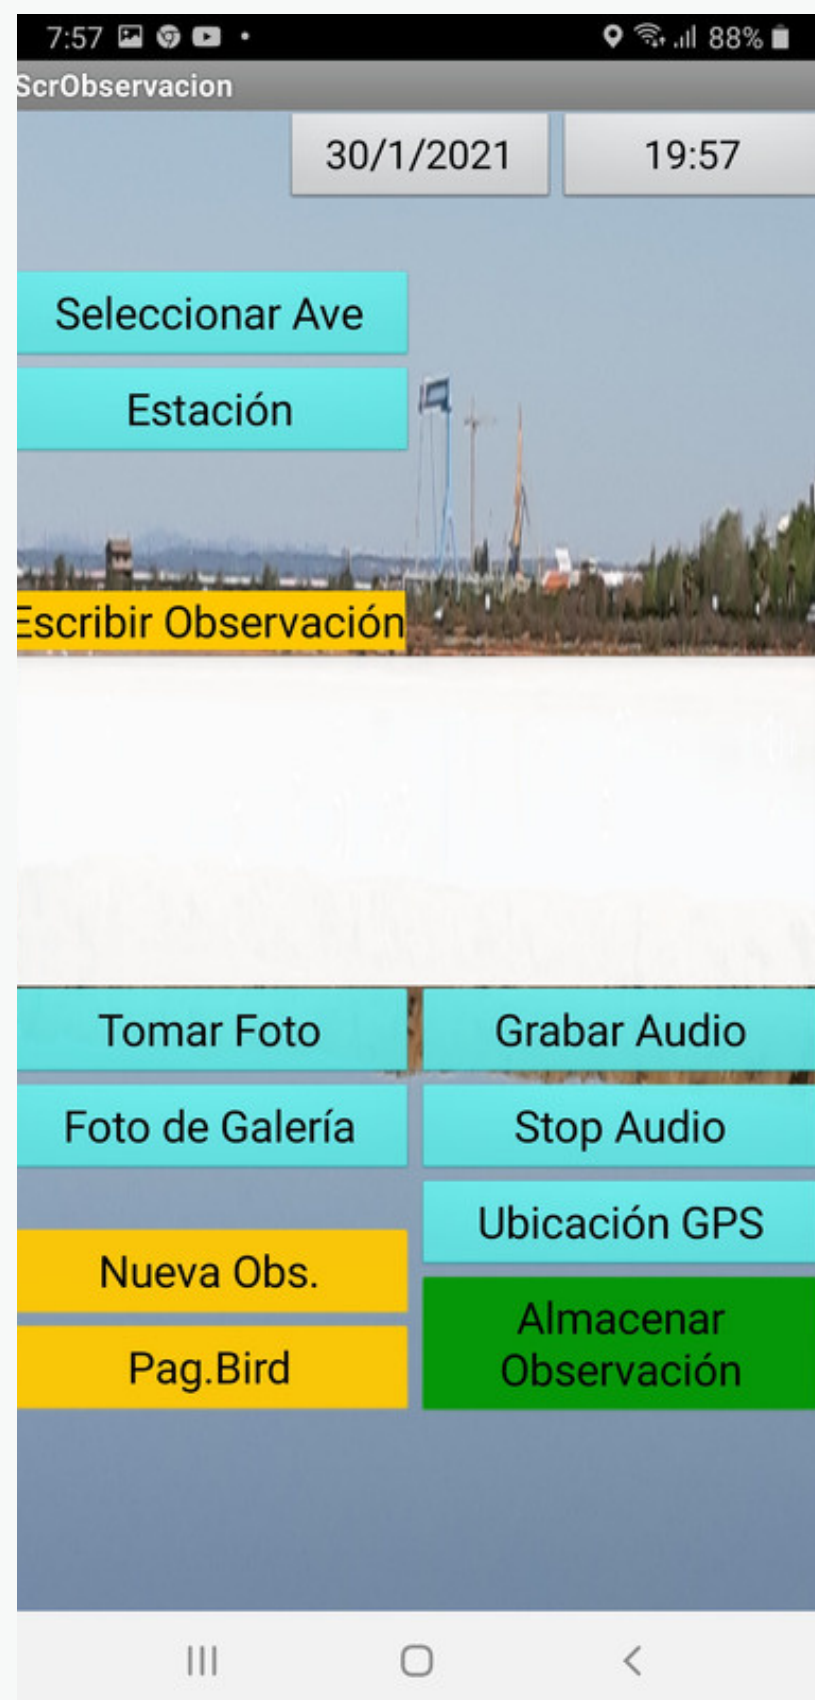 7:57 88%
ScrObservacion
30/1/2021 19:57
Seleccionar Ave
Estación
Escribir Observación
Tomar Foto Grabar Audio
Foto de Galería Stop Audio
Ubicación GPS
Nueva Obs.
Almacenar
Observación
Pag.Bird